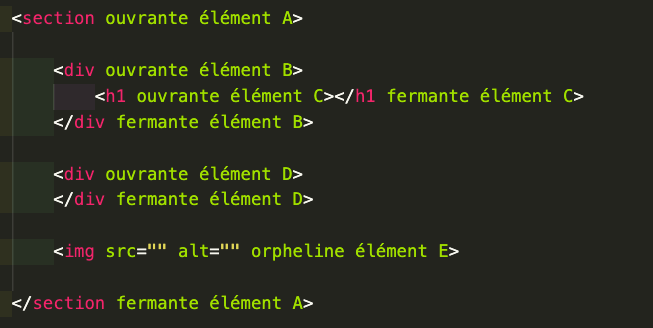 <section ouvrante élément A>
<div ouvrante élément B>
<h1 ouvrante élément C></h1 fermante élément C>
</div fermante élément B>
<div ouvrante élément D>
</div fermante élément D>
<img src="" alt="" orpheline élément E>
</section fermante élément A>